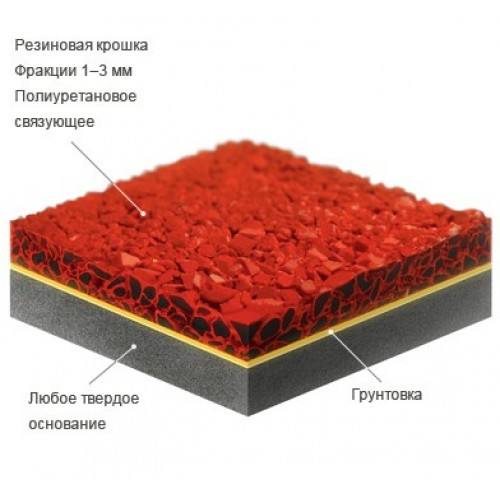 Резиновая крошка
Фракции 1–3 мм
Полиуретановое
связующее
Любое твердое
основание
Грунтовка